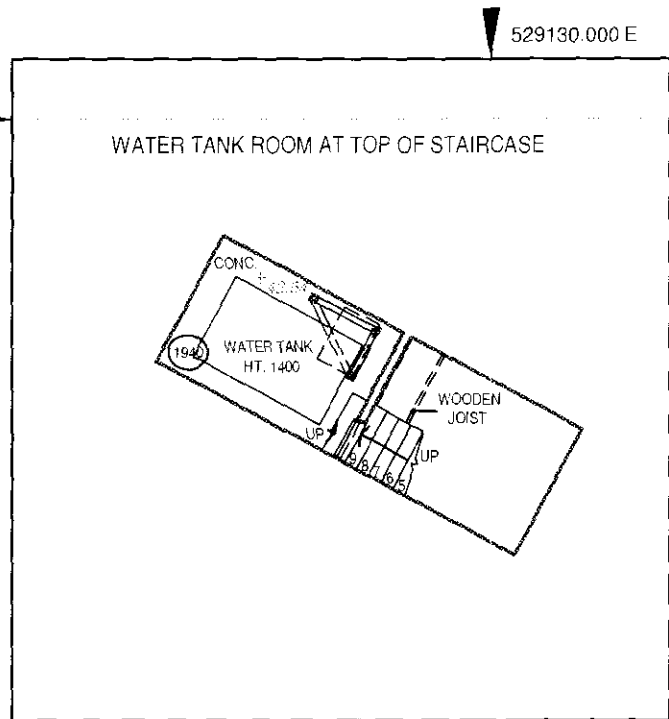 529130.000 E
WATER TANK ROOM AT TOP OF STAIRCASE
CONC.
1940
WATER TANK
HT. 1400
WOODEN
JOIST
UP
UP
9 8 7 6 5